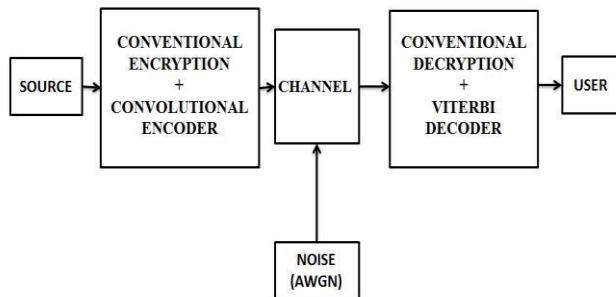 SOURCE
CONVENTIONAL
ENCRYPTION
+
CONVOLUTIONAL
ENCODER
CHANNEL
CONVENTIONAL
DECRYPTION
+
VITERBI
DECODER
USER
NOISE
(AWGN)